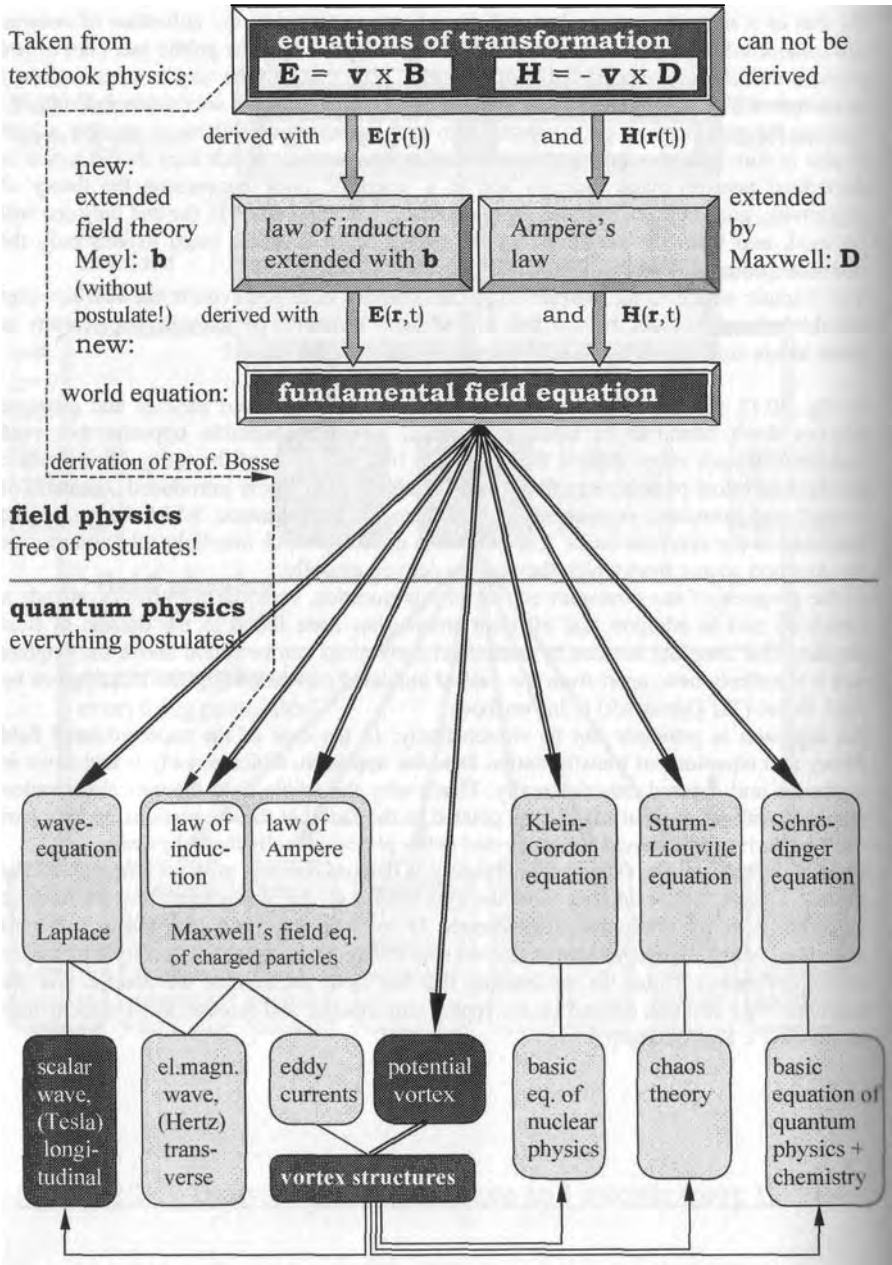 Taken from
textbook physics:
equations of transformation
E = v x B
H = - v x D
can not be
derived
derived with E(r(t))
and H(r(t))
new:
extended
field theory
Meyl: b
(without
postulate!)
law of induction
extended with b
Ampère's
law
extended
by
Maxwell: D
derived with E(r,t)
and H(r,t)
new:
world equation:
fundamental field equation
derivation of Prof. Bosse
field physics
free of postulates!
quantum physics
everything postulates!
wave-
equation
Laplace
law of
induc-
tion
law of
Ampère
Maxwell's field eq.
of charged particles
Klein-
Gordon
equation
Sturm-
Liouville
equation
Schrö-
dinger
equation
scalar
wave,
(Tesla)
longi-
tudinal
el.magn.
wave,
(Hertz)
trans-
verse
eddy
currents
potential
vortex
vortex structures
basic
eq. of
nuclear
physics
chaos
theory
basic
equation of
quantum
physics +
chemistry